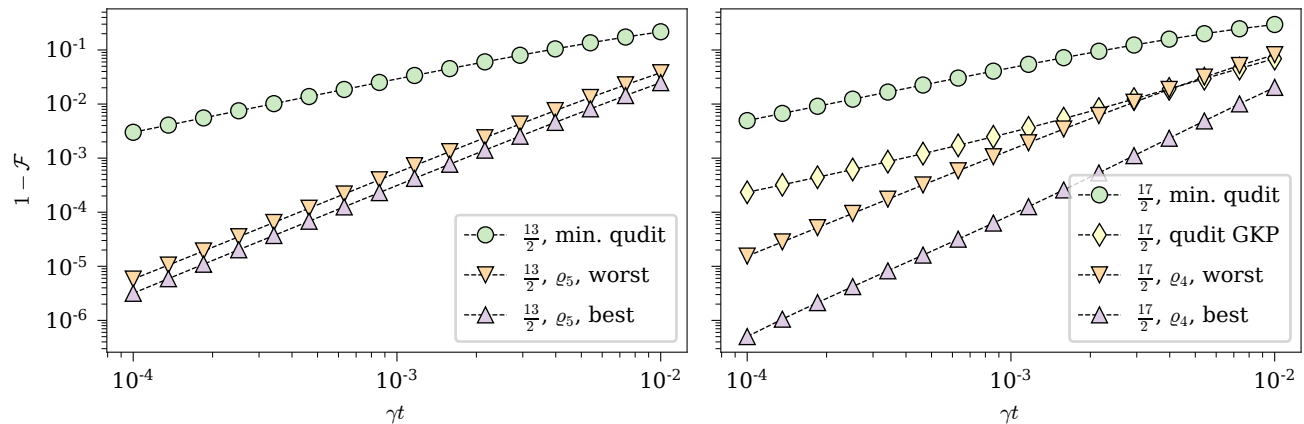 1 − 𝓕
10⁻¹
10⁻²
10⁻³
10⁻⁴
10⁻⁵
10⁻⁶
13/2, min. qudit
13/2, ϱ₅, worst
13/2, ϱ₅, best
10⁻⁴ 10⁻³ 10⁻²
γt
17/2, min. qudit
17/2, qudit GKP
17/2, ϱ₄, worst
17/2, ϱ₄, best
10⁻⁴ 10⁻³ 10⁻²
γt